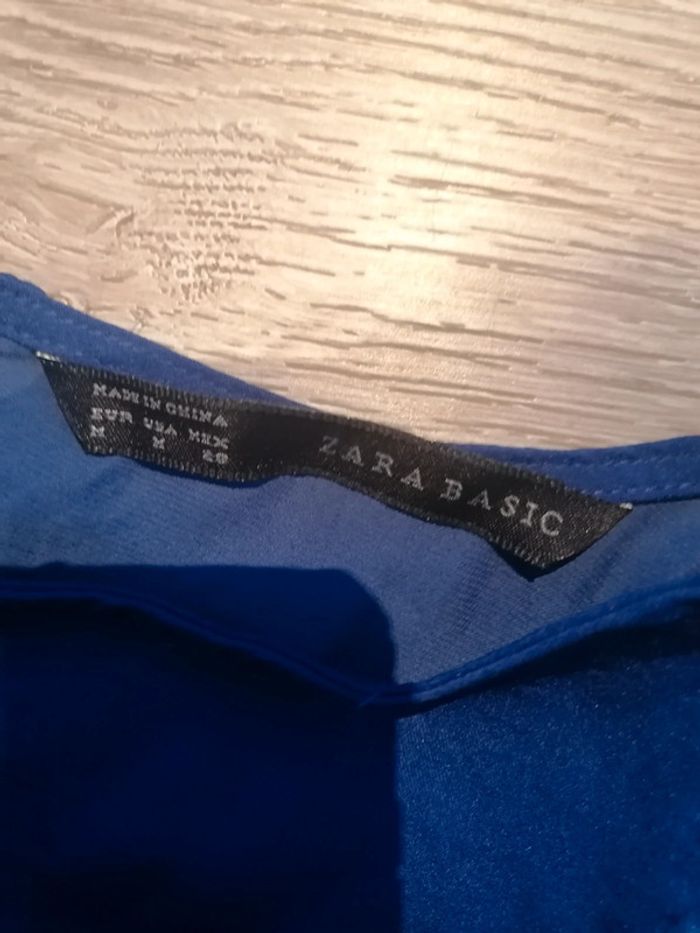 MADE IN CHINA
EUR USA MEX
M M 28
ZARA BASIC